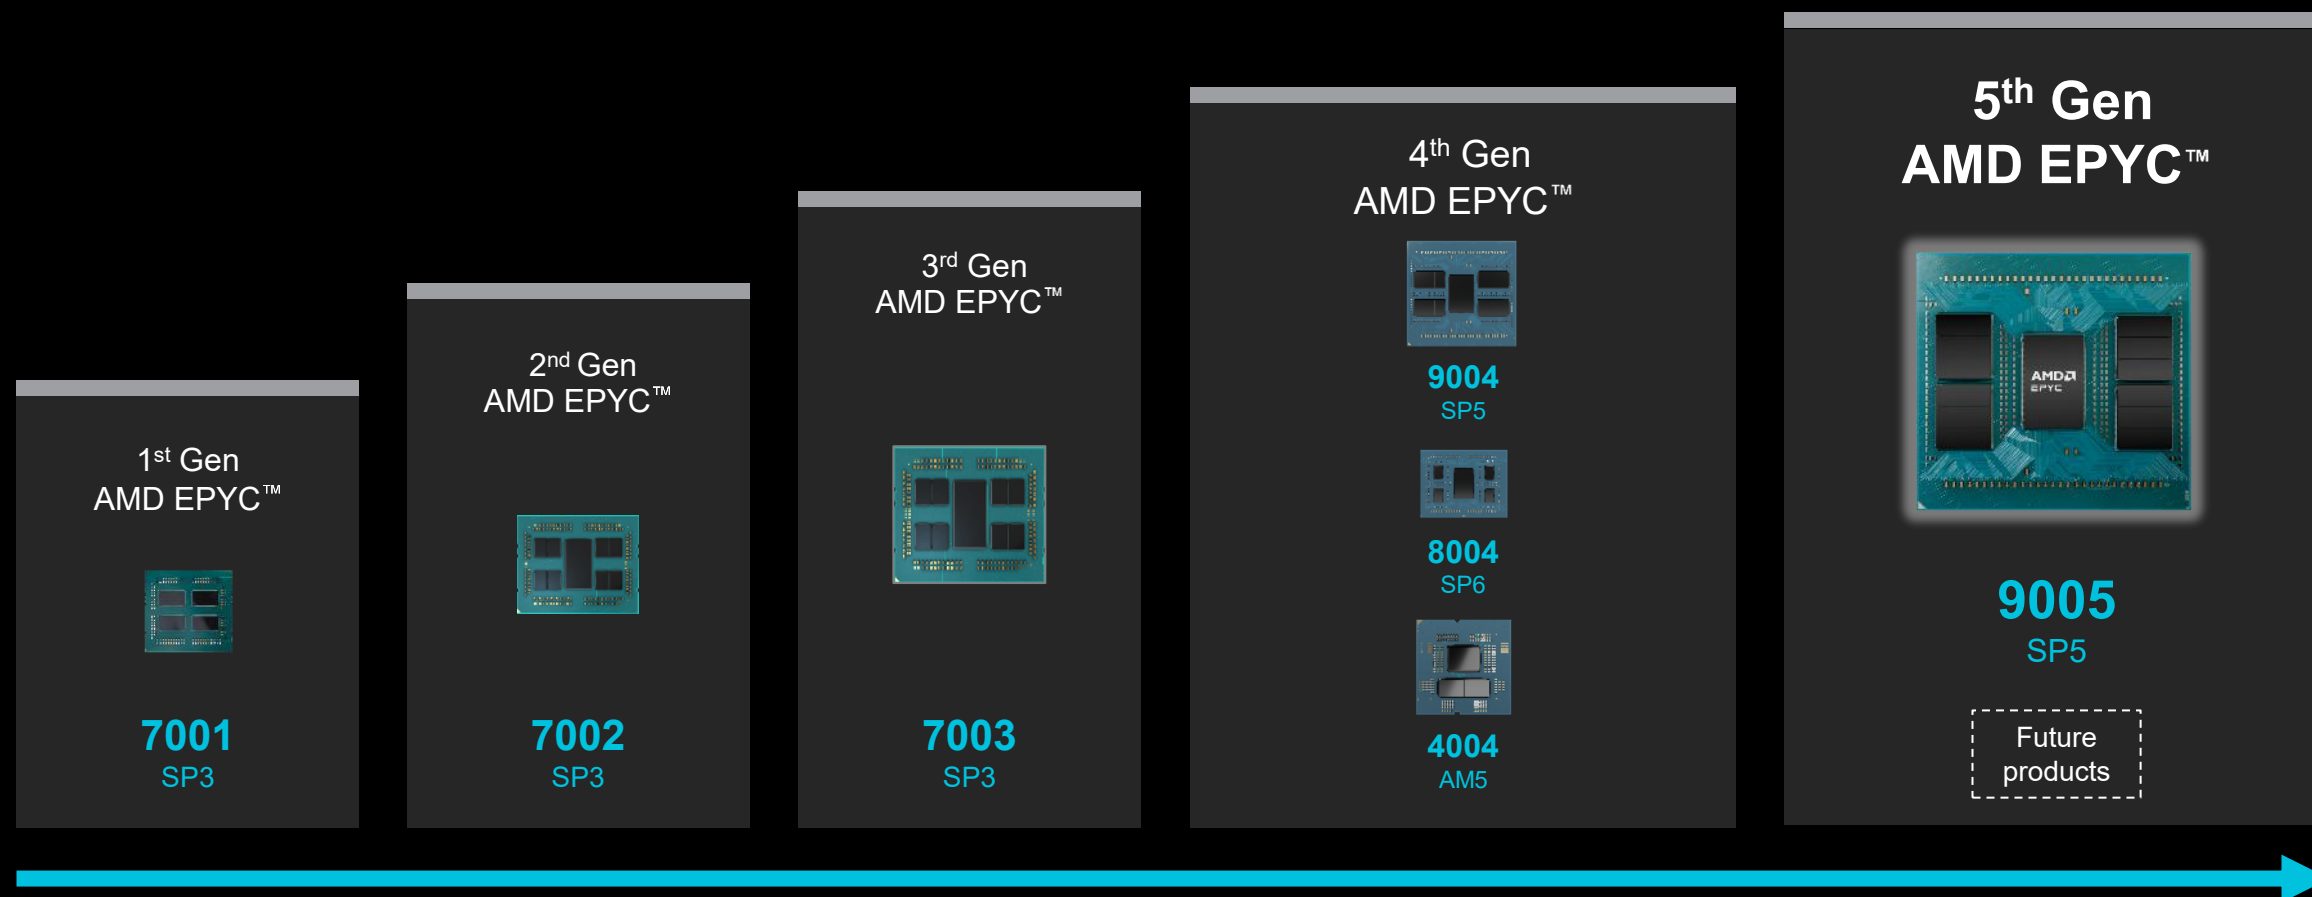 1st Gen
AMD EPYC™
7001
SP3
2nd Gen
AMD EPYC™
7002
SP3
3rd Gen
AMD EPYC™
7003
SP3
4th Gen
AMD EPYC™
9004
SP5
8004
SP6
4004
AM5
5th Gen
AMD EPYC™
AMD
EPYC
9005
SP5
Future
products